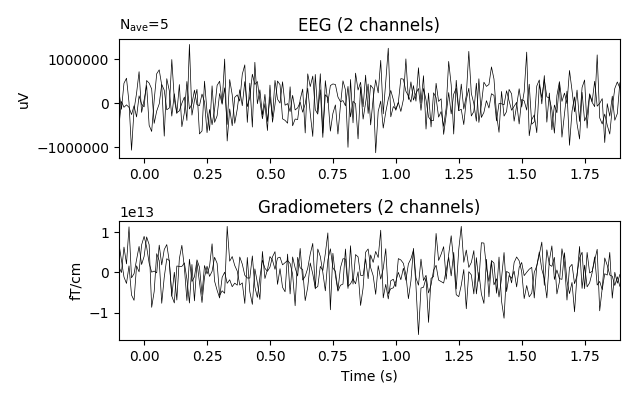 N_ave=5
EEG (2 channels)
1000000
0
−1000000
uV
0.00 0.25 0.50 0.75 1.00 1.25 1.50 1.75
1e13
Gradiometers (2 channels)
1
0
−1
fT/cm
0.00 0.25 0.50 0.75 1.00 1.25 1.50 1.75
Time (s)